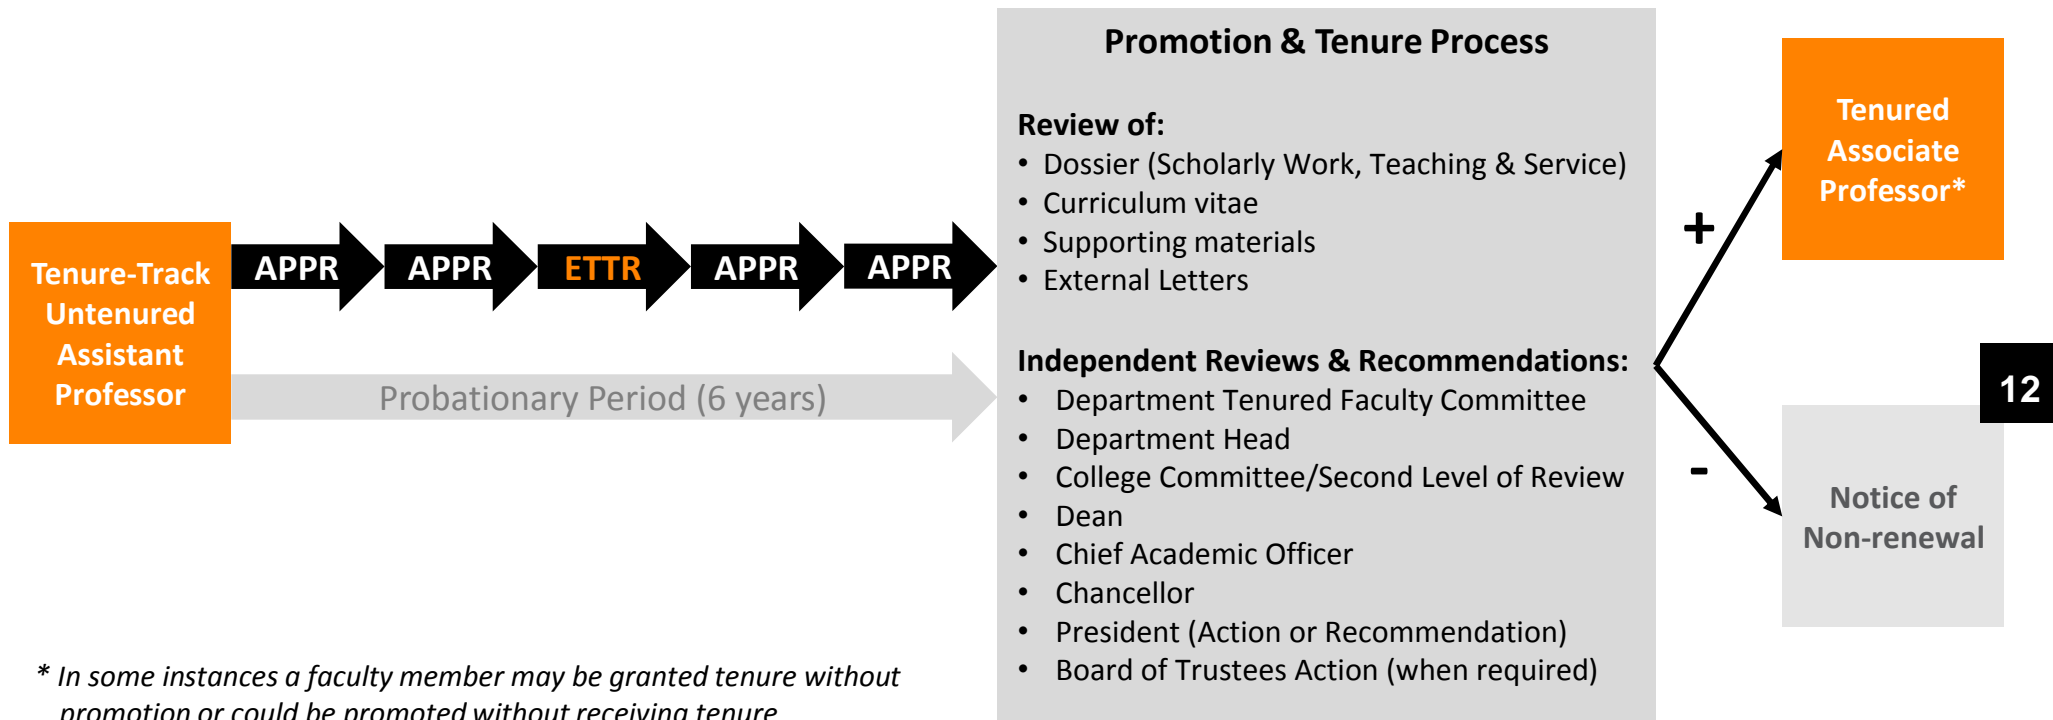 Tenure-Track
Untenured
Assistant
Professor
APPR
APPR
ETTR
APPR
APPR
Probationary Period (6 years)
Promotion & Tenure Process
Review of:
• Dossier (Scholarly Work, Teaching & Service)
• Curriculum vitae
• Supporting materials
• External Letters
Independent Reviews & Recommendations:
• Department Tenured Faculty Committee
• Department Head
• College Committee/Second Level of Review
• Dean
• Chief Academic Officer
• Chancellor
• President (Action or Recommendation)
• Board of Trustees Action (when required)
+
-
Tenured
Associate
Professor*
12
Notice of
Non-renewal
* In some instances a faculty member may be granted tenure without
promotion or could be promoted without receiving tenure